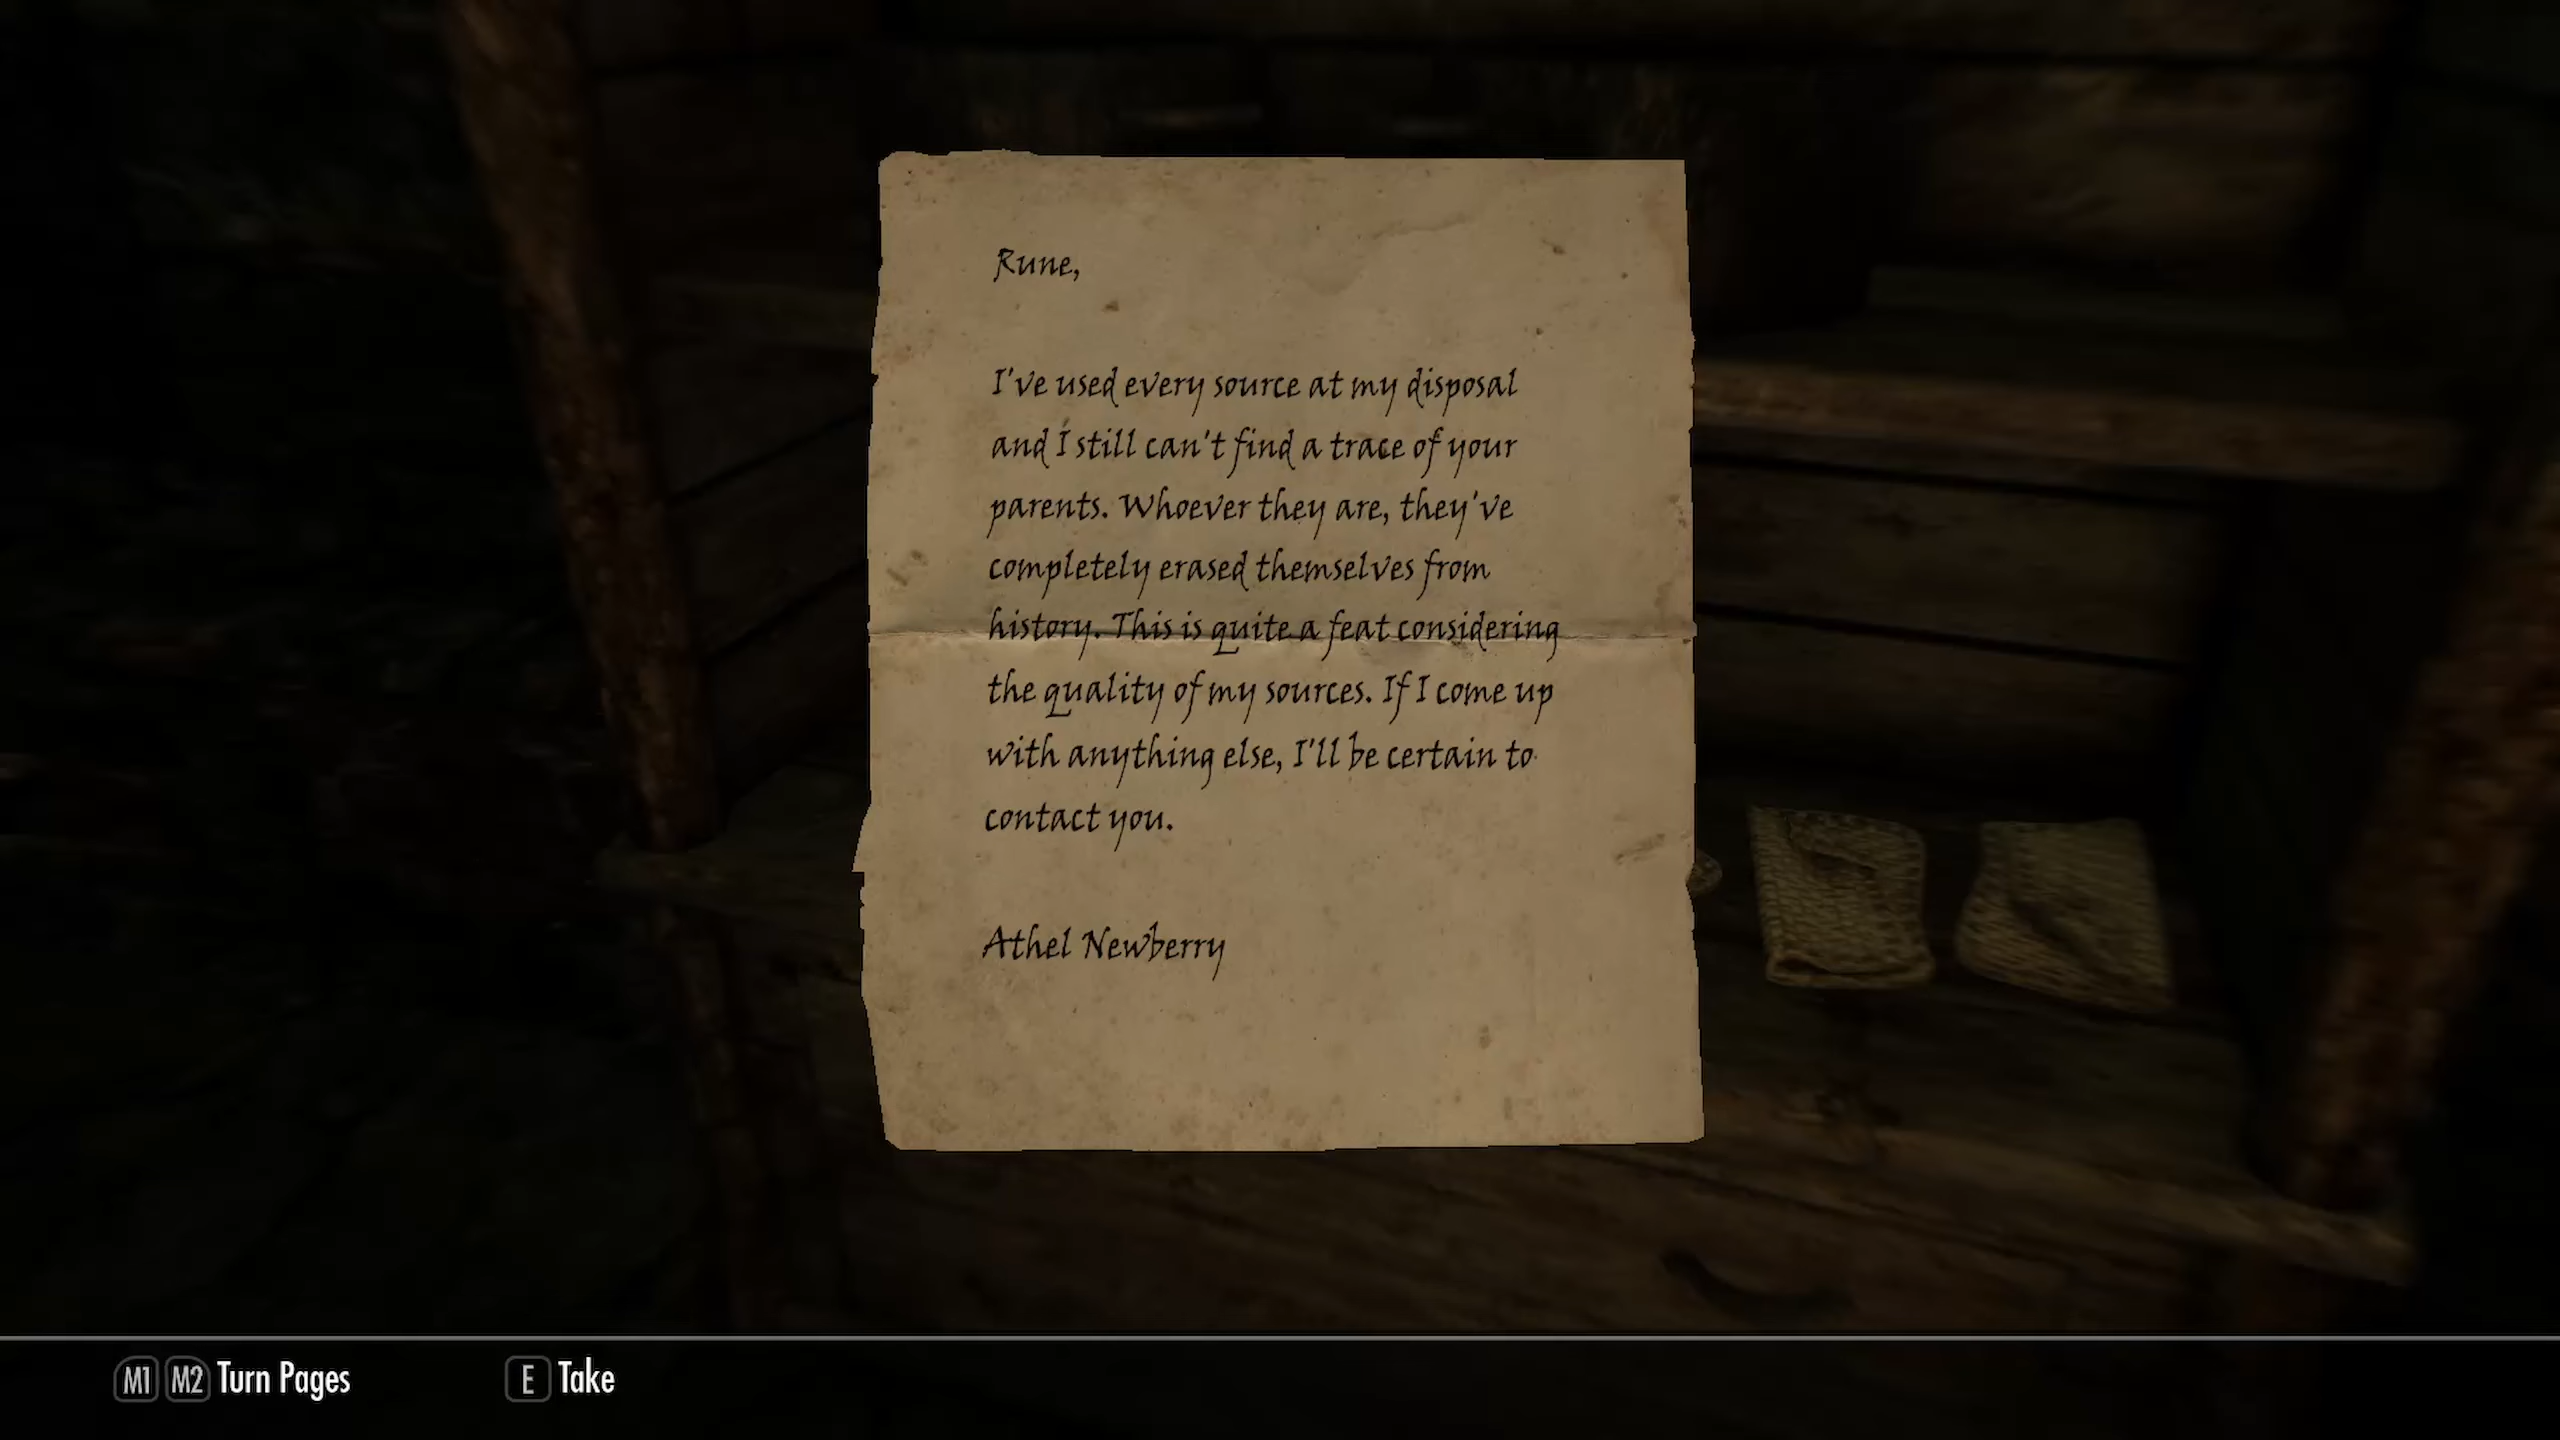 Rune,
I've used every source at my disposal
and I still can't find a trace of your
parents. Whoever they are, they've
completely erased themselves from
history. This is quite a feat considering
the quality of my sources. If I come up
with anything else, I'll be certain to
contact you.
Athel Newberry
M1 M2 Turn Pages
E Take